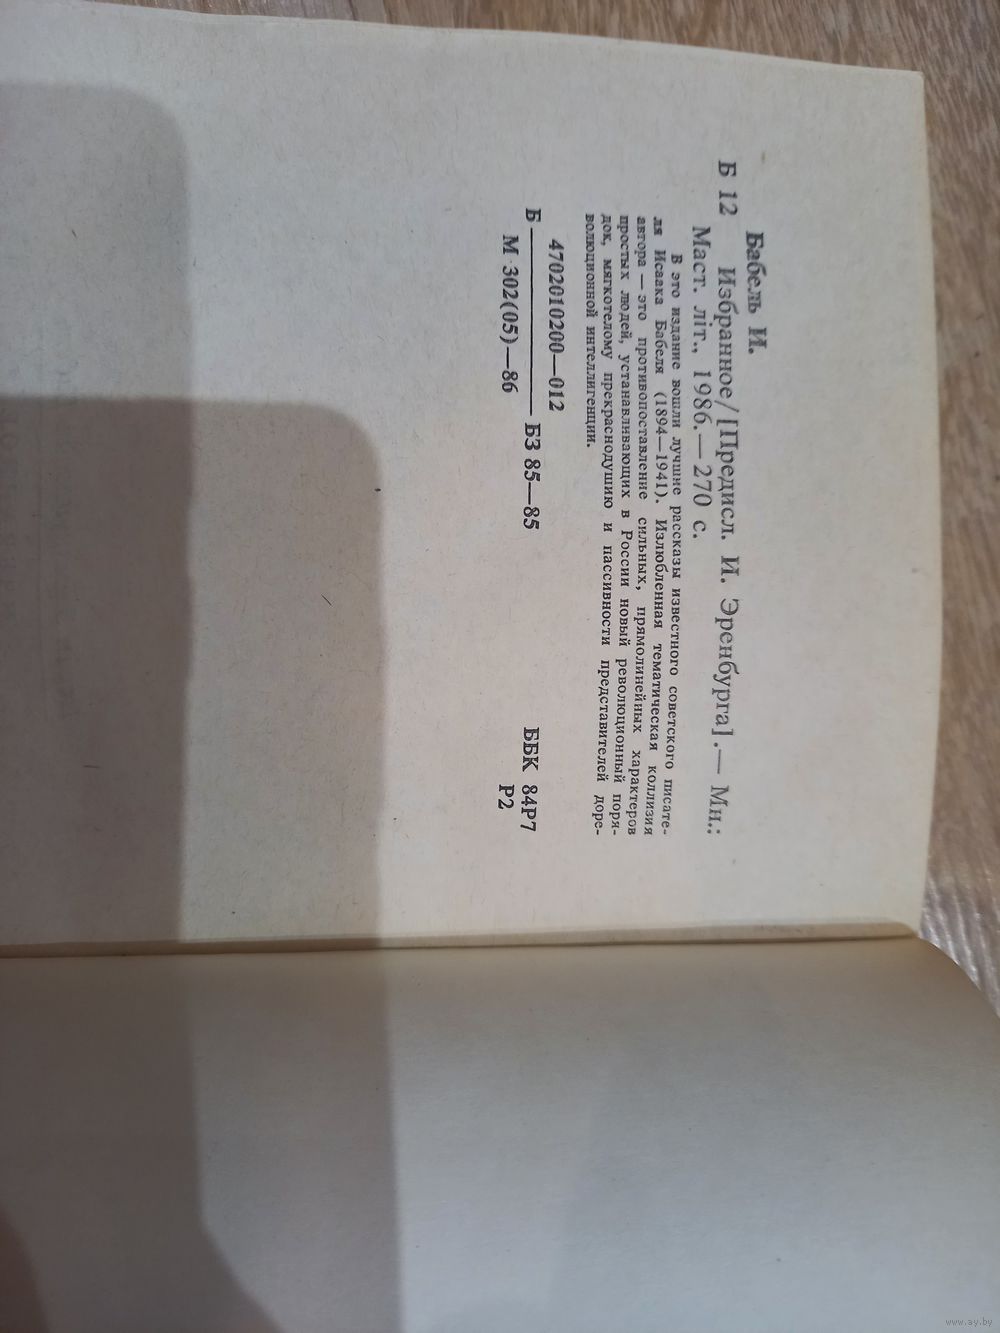 Бабель И.
Б 12 Избранное/[Предисл. И. Эренбурга].— Мн.:
Маст. літ., 1986.—270 с.
В это издание вошли лучшие рассказы известного советского писате-
ля Исаака Бабеля (1894—1941). Излюбленная тематическая коллизия
автора — это противопоставление сильных, прямолинейных характеров
простых людей, устанавливающих в России новый революционный поря-
док, мягкотелому прекраснодушию и пассивности представителей доре-
волюционной интеллигенции.
4702010200—012
Б ——— БЗ 85—85
М 302(05)—86
ББК 84Р7
Р2
www.ay.by